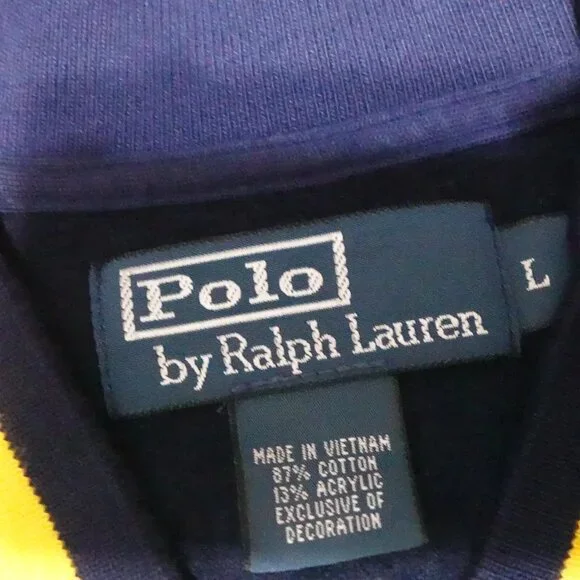 Polo
by Ralph Lauren
L
MADE IN VIETNAM
87% COTTON
13% ACRYLIC
EXCLUSIVE OF
DECORATION